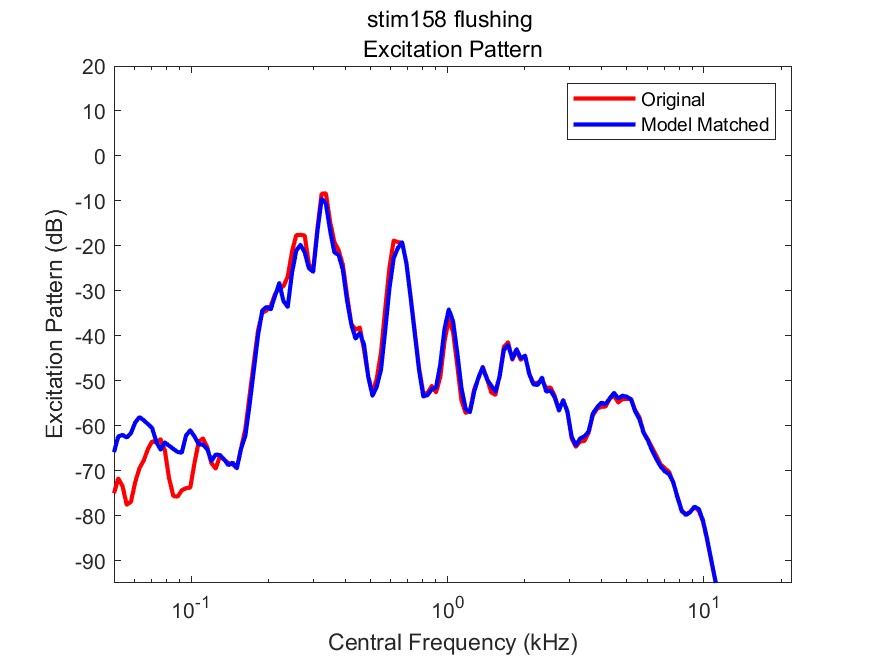 stim158 flushing
Excitation Pattern
20
10
0
-10
-20
-30
-40
-50
-60
-70
-80
-90
Excitation Pattern (dB)
Original
Model Matched
10-1
100
101
Central Frequency (kHz)